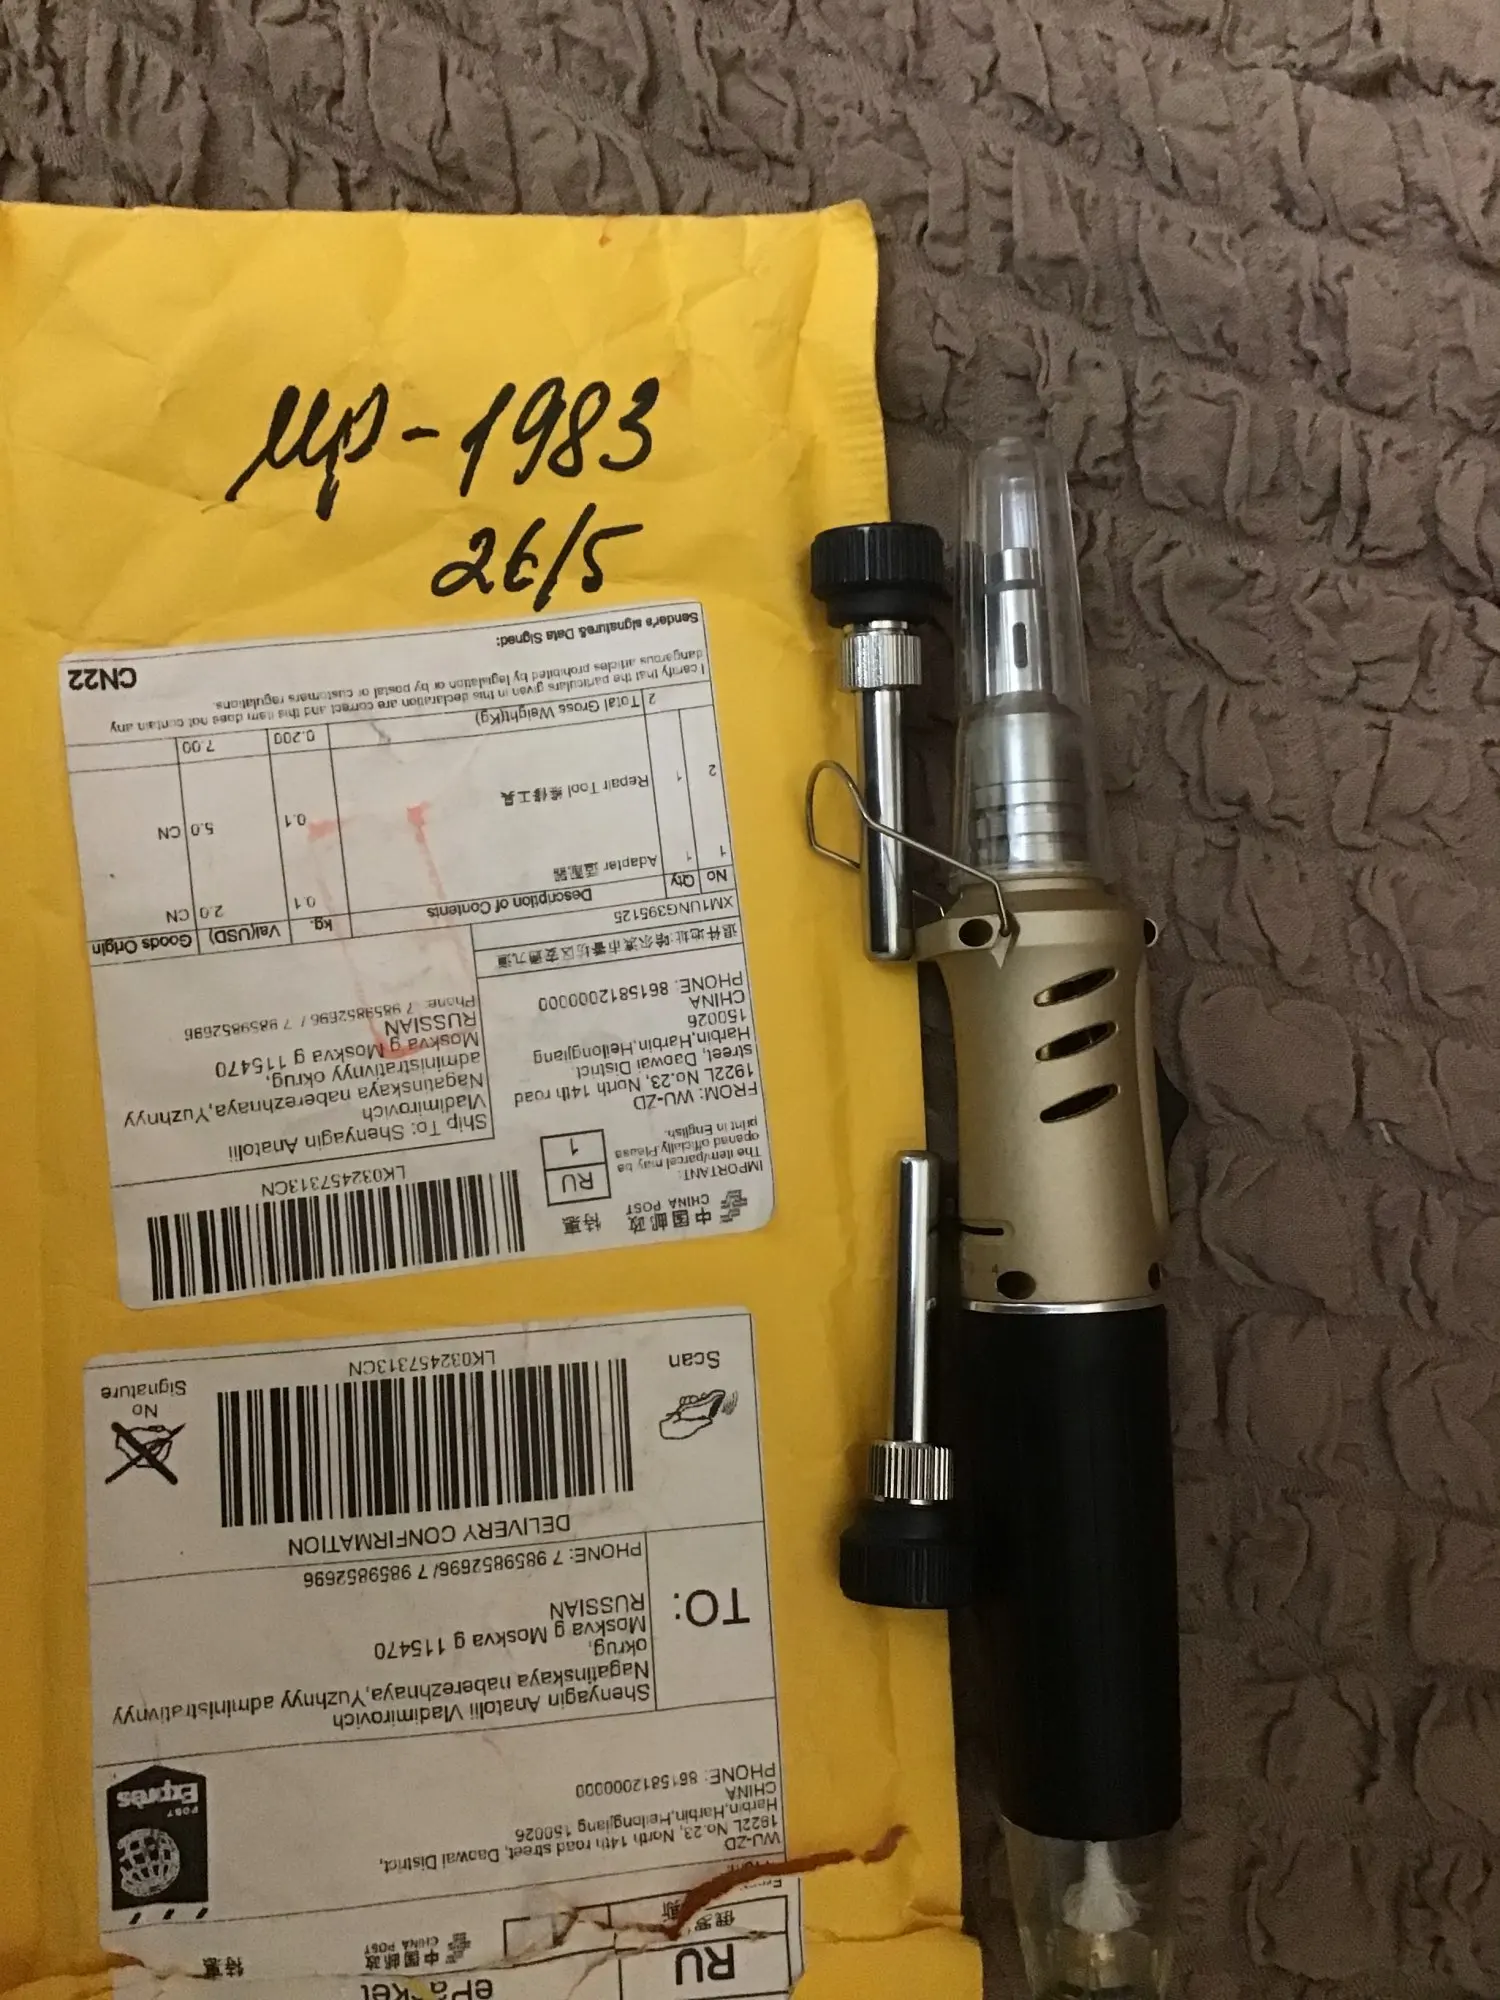 Мр-1983
26/5
ePacket
RU
中国邮政
CHINA POST
特惠
俄罗斯
From:
WU-ZD
1922L No.23, North 14th road street, Daowai District,
Harbin,Harbin,Heilongjiang 150026
CHINA
PHONE: 8615812000000
POST
Exprès
TO:
Shenyagin Anatolii Vladimirovich
Nagatinskaya naberezhnaya,Yuzhnyy administrativnyy
okrug,
Moskva g Moskva g 115470
RUSSIAN
PHONE: 7 9859852696/7 9859852696
DELIVERY CONFIRMATION
Scan
LK032457313CN
No
Signature
中国邮政
CHINA POST
特惠
RU
1
IMPORTANT:
The item/parcel may be
opened officially.Please
print in English.
LK032457313CN
FROM: WU-ZD
1922L No.23, North 14th road
street, Daowai District,
Harbin,Harbin,Heilongjiang
150026
CHINA
PHONE: 8615812000000
Ship To: Shenyagin Anatolii
Vladimirovich
Nagatinskaya naberezhnaya,Yuzhnyy
administrativnyy okrug,
Moskva g Moskva g 115470
RUSSIAN
Phone: 7 9859852696 / 7 9859852696
退件地址:哈尔滨市香坊区安通九道
XM1UNG395125
No Qty Description of Contents kg. Val(USD) Goods Origin
1 1 Adapter 适配器 0.1 2.0 CN
2 1 Repair Tool 维修工具 0.1 5.0 CN
2 Total Gross Weight(Kg) 0.200 7.00
I certify that the particulars given in this declaration are correct and this item does not contain any
dangerous articles prohibited by legislation or by postal or customers regulations.
Sender's signature& Data Signed:
CN22
4